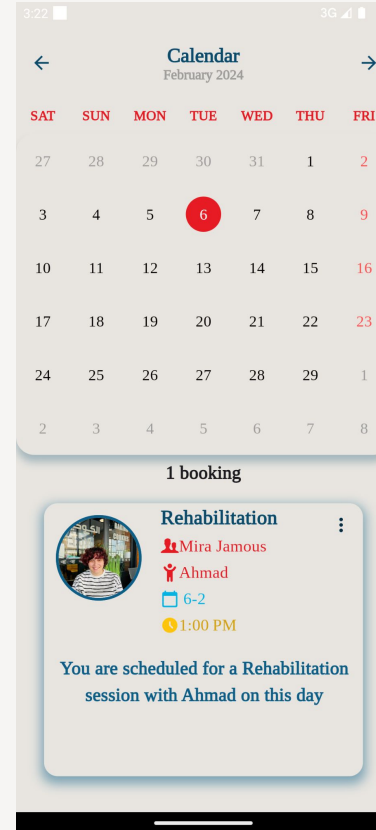 3:22 3G
Calendar
February 2024
SAT SUN MON TUE WED THU FRI
27 28 29 30 31 1 2
3 4 5 6 7 8 9
10 11 12 13 14 15 16
17 18 19 20 21 22 23
24 25 26 27 28 29 1
2 3 4 5 6 7 8
1 booking
Rehabilitation
Mira Jamous
Ahmad
6-2
1:00 PM
You are scheduled for a Rehabilitation
session with Ahmad on this day